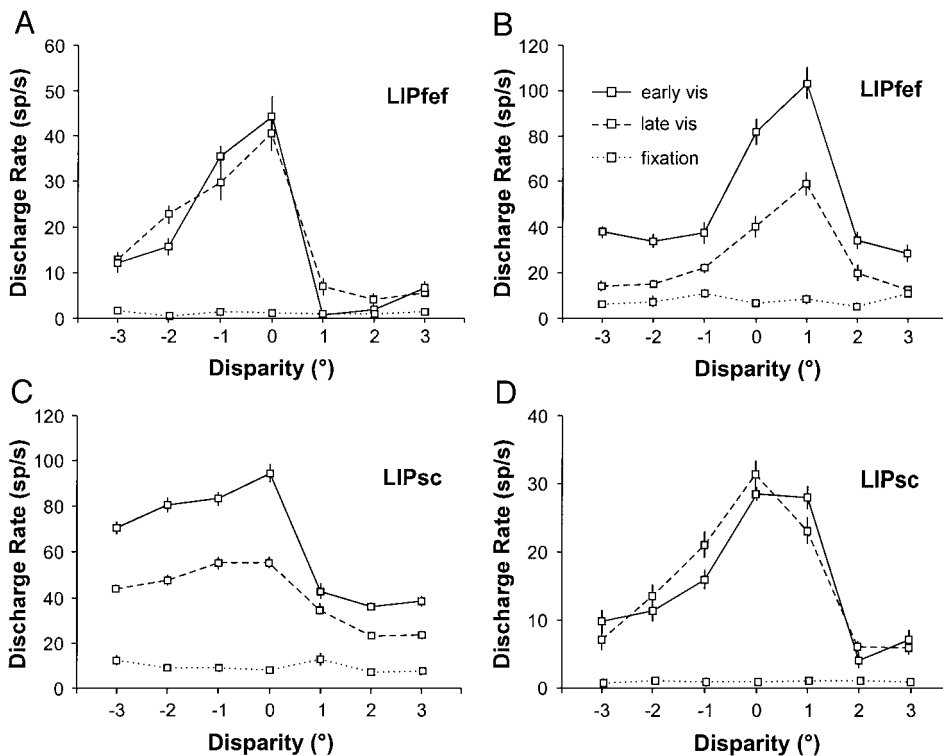 A
LIPfef
Discharge Rate (sp/s)
60
50
40
30
20
10
0
-3 -2 -1 0 1 2 3
Disparity (°)
B
LIPfef
early vis
late vis
fixation
Discharge Rate (sp/s)
120
100
80
60
40
20
0
-3 -2 -1 0 1 2 3
Disparity (°)
C
LIPsc
Discharge Rate (sp/s)
120
100
80
60
40
20
0
-3 -2 -1 0 1 2 3
Disparity (°)
D
LIPsc
Discharge Rate (sp/s)
40
30
20
10
0
-3 -2 -1 0 1 2 3
Disparity (°)